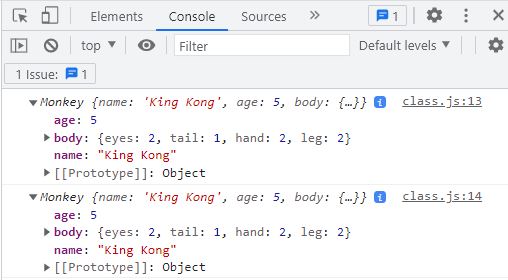 Elements Console Sources » 1
top Filter Default levels
1 Issue: 1
Monkey {name: 'King Kong', age: 5, body: {…}} i class.js:13
age: 5
body: {eyes: 2, tail: 1, hand: 2, leg: 2}
name: "King Kong"
[[Prototype]]: Object
Monkey {name: 'King Kong', age: 5, body: {…}} i class.js:14
age: 5
body: {eyes: 2, tail: 1, hand: 2, leg: 2}
name: "King Kong"
[[Prototype]]: Object